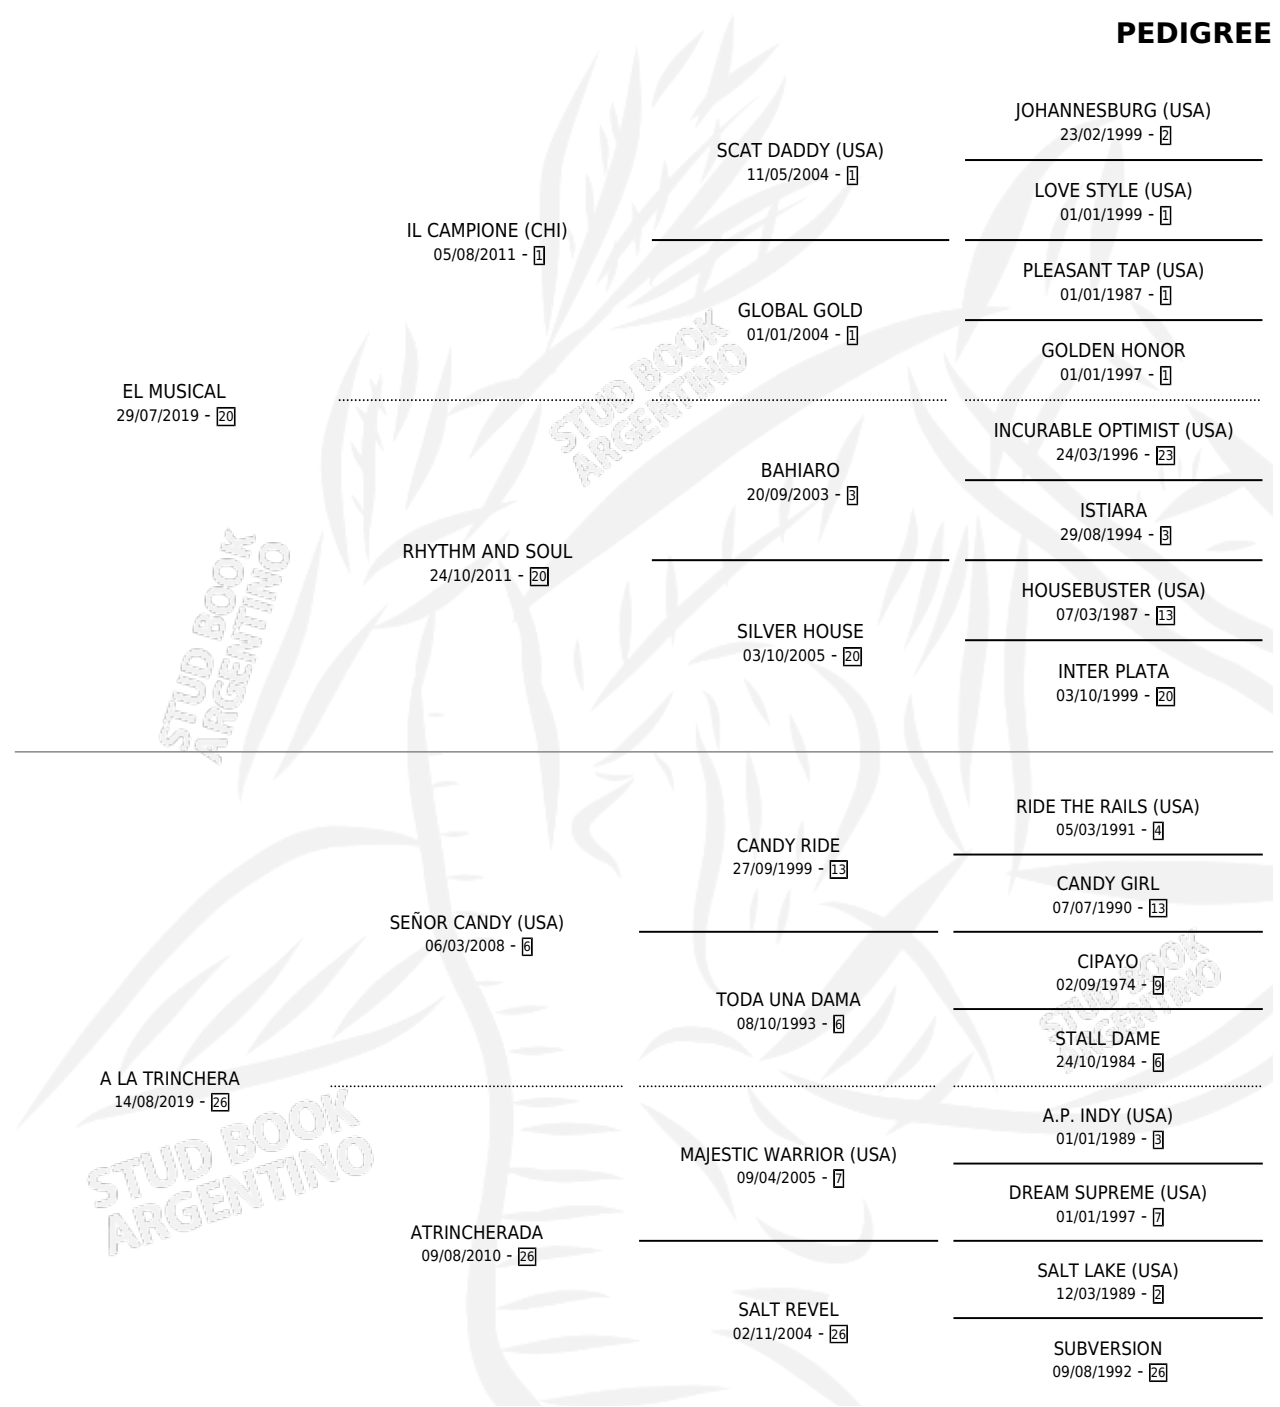 PEDIGREE
JOHANNESBURG (USA)
23/02/1999 - 2
SCAT DADDY (USA)
11/05/2004 - 1
LOVE STYLE (USA)
01/01/1999 - 1
IL CAMPIONE (CHI)
05/08/2011 - 1
PLEASANT TAP (USA)
01/01/1987 - 1
GLOBAL GOLD
01/01/2004 - 1
GOLDEN HONOR
01/01/1997 - 1
EL MUSICAL
29/07/2019 - 20
INCURABLE OPTIMIST (USA)
24/03/1996 - 23
BAHIARO
20/09/2003 - 3
ISTIARA
29/08/1994 - 3
RHYTHM AND SOUL
24/10/2011 - 20
HOUSEBUSTER (USA)
07/03/1987 - 13
SILVER HOUSE
03/10/2005 - 20
INTER PLATA
03/10/1999 - 20
RIDE THE RAILS (USA)
05/03/1991 - 4
CANDY RIDE
27/09/1999 - 13
CANDY GIRL
07/07/1990 - 13
SEÑOR CANDY (USA)
06/03/2008 - 6
CIPAYO
02/09/1974 - 9
TODA UNA DAMA
08/10/1993 - 6
STALL DAME
24/10/1984 - 6
A LA TRINCHERA
14/08/2019 - 26
A.P. INDY (USA)
01/01/1989 - 3
MAJESTIC WARRIOR (USA)
09/04/2005 - 7
DREAM SUPREME (USA)
01/01/1997 - 7
ATRINCHERADA
09/08/2010 - 26
SALT LAKE (USA)
12/03/1989 - 2
SALT REVEL
02/11/2004 - 26
SUBVERSION
09/08/1992 - 26
STUD BOOK
ARGENTINO
STUD BOOK
ARGENTINO
STUD BOOK
ARGENTINO
STUD BOOK
ARGENTINO